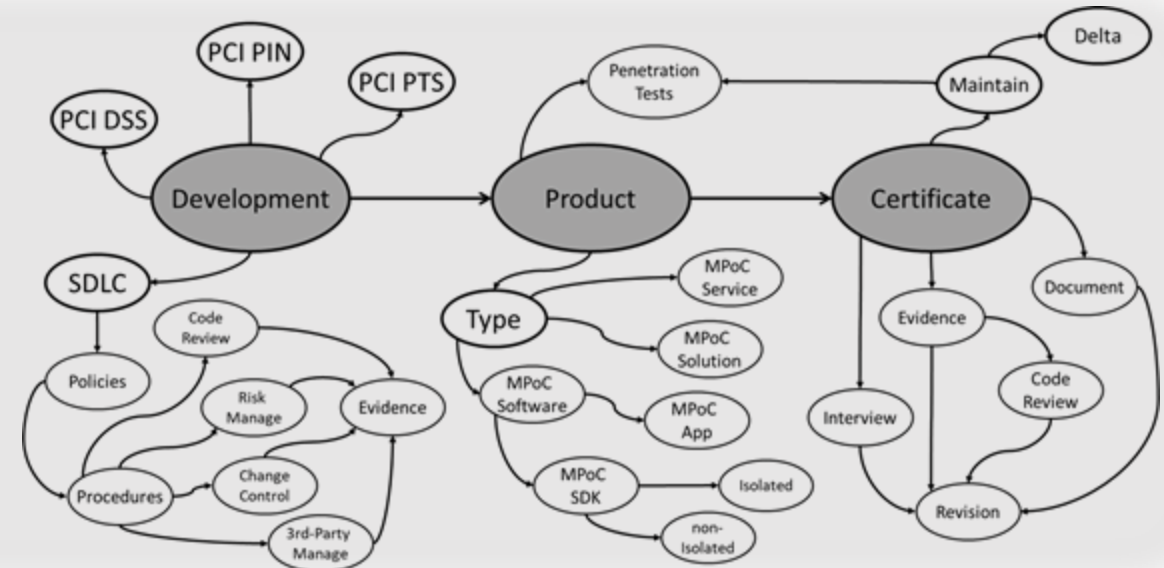 PCI DSS
PCI PIN
PCI PTS
Development
SDLC
Policies
Procedures
Code
Review
Risk
Manage
Change
Control
3rd-Party
Manage
Evidence
Penetration
Tests
Product
Type
MPoC
Service
MPoC
Solution
MPoC
Software
MPoC
App
MPoC
SDK
Isolated
non-
Isolated
Delta
Maintain
Certificate
Document
Evidence
Code
Review
Interview
Revision